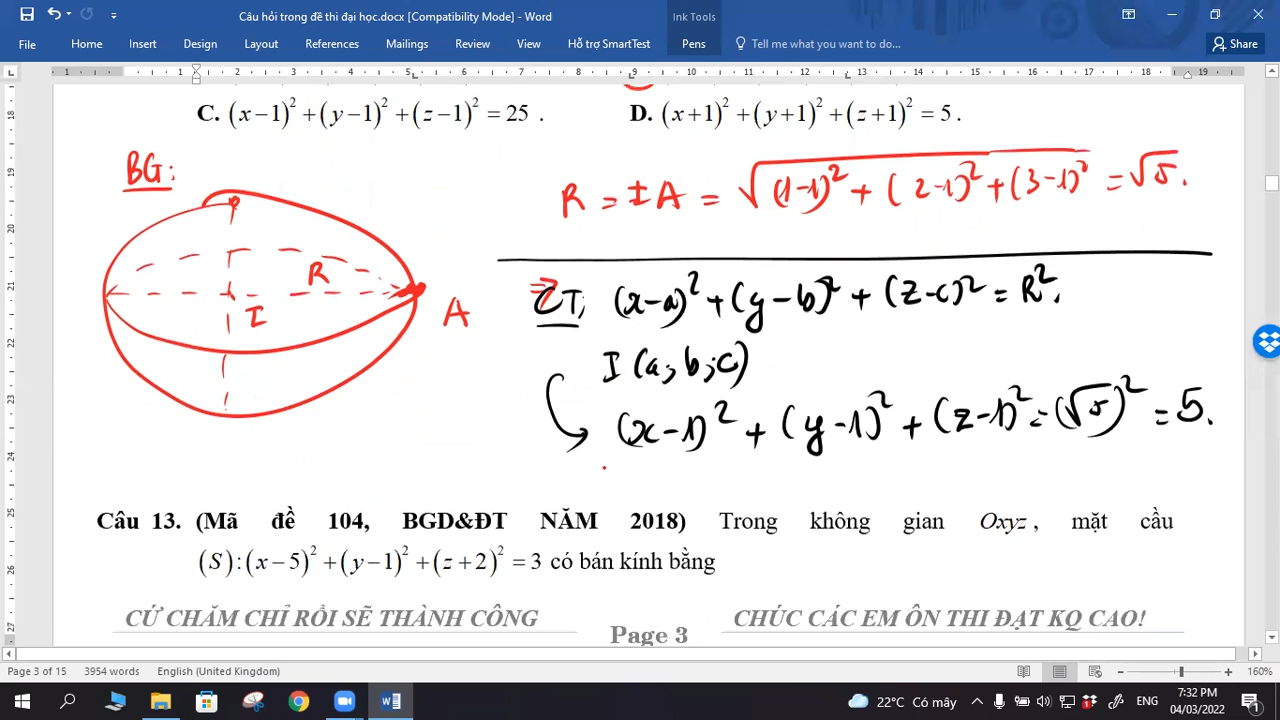 Câu hỏi trong đề thi đại học.docx [Compatibility Mode] - Word
Ink Tools
File Home Insert Design Layout References Mailings Review View Hỗ trợ SmartTest Pens Tell me what you want to do... Share
C. (x−1)² + (y−1)² + (z−1)² = 25 . D. (x+1)² + (y+1)² + (z+1)² = 5 .
BG:
R = IA = √(1-1)² + (2-1)² + (3-1)² = √5.
R
I
A
CT: (x-a)² + (y-b)² + (z-c)² = R².
I (a; b; c)
(x-1)² + (y-1)² + (z-1)² = (√5)² = 5.
Câu 13. (Mã đề 104, BGD&ĐT NĂM 2018) Trong không gian Oxyz , mặt cầu
(S) : (x−5)² + (y−1)² + (z+2)² = 3 có bán kính bằng
CỨ CHĂM CHỈ RỒI SẼ THÀNH CÔNG CHÚC CÁC EM ÔN THI ĐẠT KQ CAO!
Page 3
Page 3 of 15 3954 words English (United Kingdom) 160%
22°C Có mây ENG 7:32 PM
04/03/2022